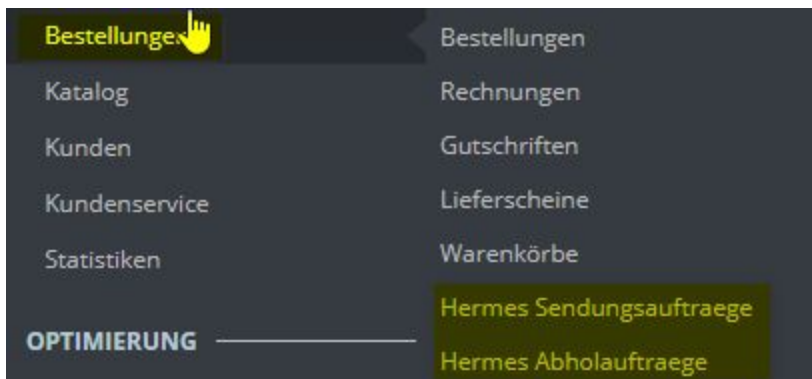 Bestellungen
Katalog
Kunden
Kundenservice
Statistiken
OPTIMIERUNG
Bestellungen
Rechnungen
Gutschriften
Lieferscheine
Warenkörbe
Hermes Sendungsauftraege
Hermes Abholauftraege